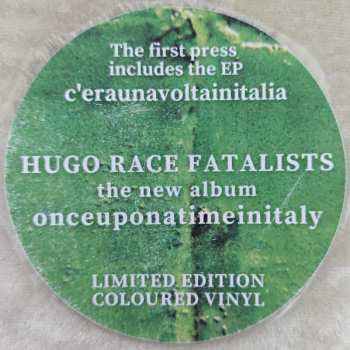 The first press
includes the EP
c'eraunavoltainitalia
HUGO RACE FATALISTS
the new album
onceuponatimeinitaly
LIMITED EDITION
COLOURED VINYL